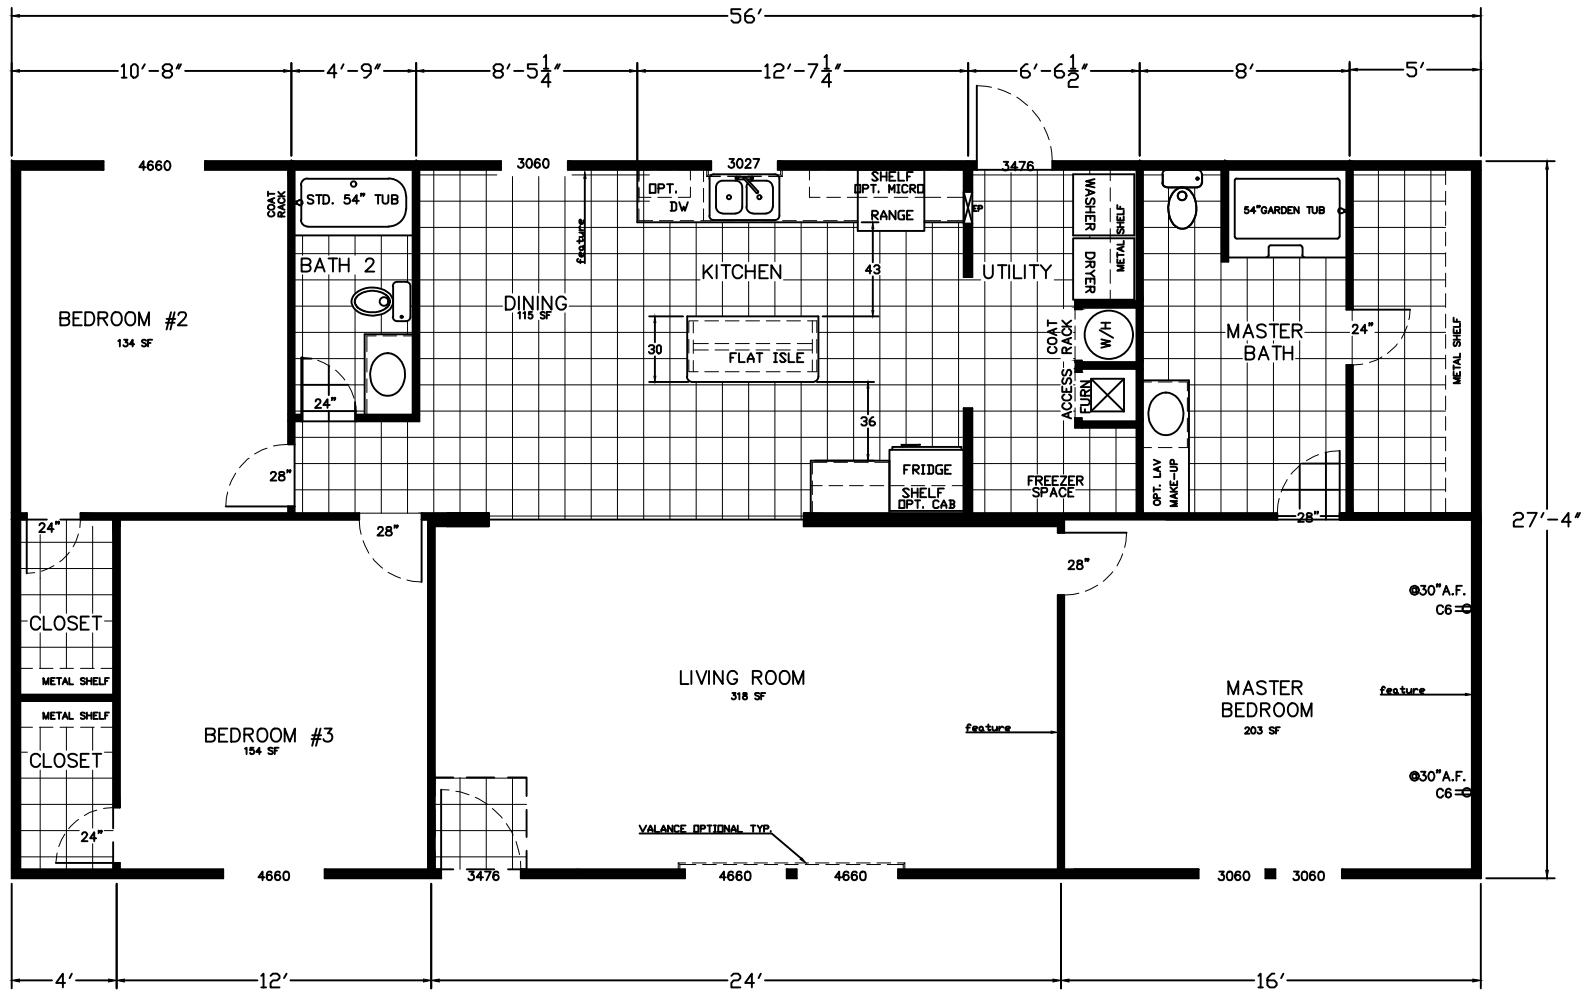 56'
10'-8"
4'-9"
8'-5 1/4"
12'-7 1/4"
6'-6 1/2"
8'
5'
4660
3060
3027
3476
COAT
RACK
STD. 54" TUB
OPT.
DW
SHELF
OPT. MICRO
RANGE
EP
WASHER
METAL SHELF
54"GARDEN TUB
feature
BATH 2
KITCHEN
43
UTILITY
DRYER
METAL SHELF
DINING
115 SF
BEDROOM #2
134 SF
30
FLAT ISLE
COAT
RACK
H/W
MASTER
BATH
24"
METAL SHELF
24"
36
ACCESS
FURN
28"
FRIDGE
SHELF
OPT. CAB
FREEZER
SPACE
OPT. LAV
MAKE-UP
28"
27'-4"
24"
28"
28"
@30"A.F.
C6
CLOSET
METAL SHELF
LIVING ROOM
318 SF
MASTER
BEDROOM
203 SF
feature
METAL SHELF
CLOSET
BEDROOM #3
154 SF
feature
@30"A.F.
C6
24"
VALANCE OPTIONAL TYP.
4660
3476
4660
4660
3060
3060
4'
12'
24'
16'